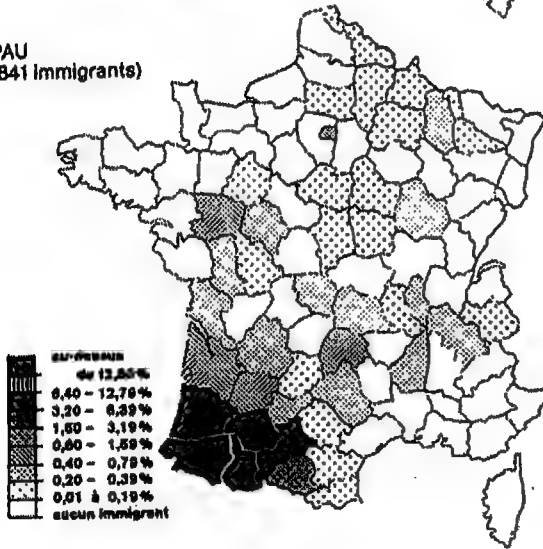 PAU
841 immigrants)
au-dessus
de 12,80%
6,40 – 12,79%
3,20 – 6,39%
1,60 – 3,19%
0,80 – 1,59%
0,40 – 0,79%
0,20 – 0,39%
0,01 à 0,19%
aucun immigrant